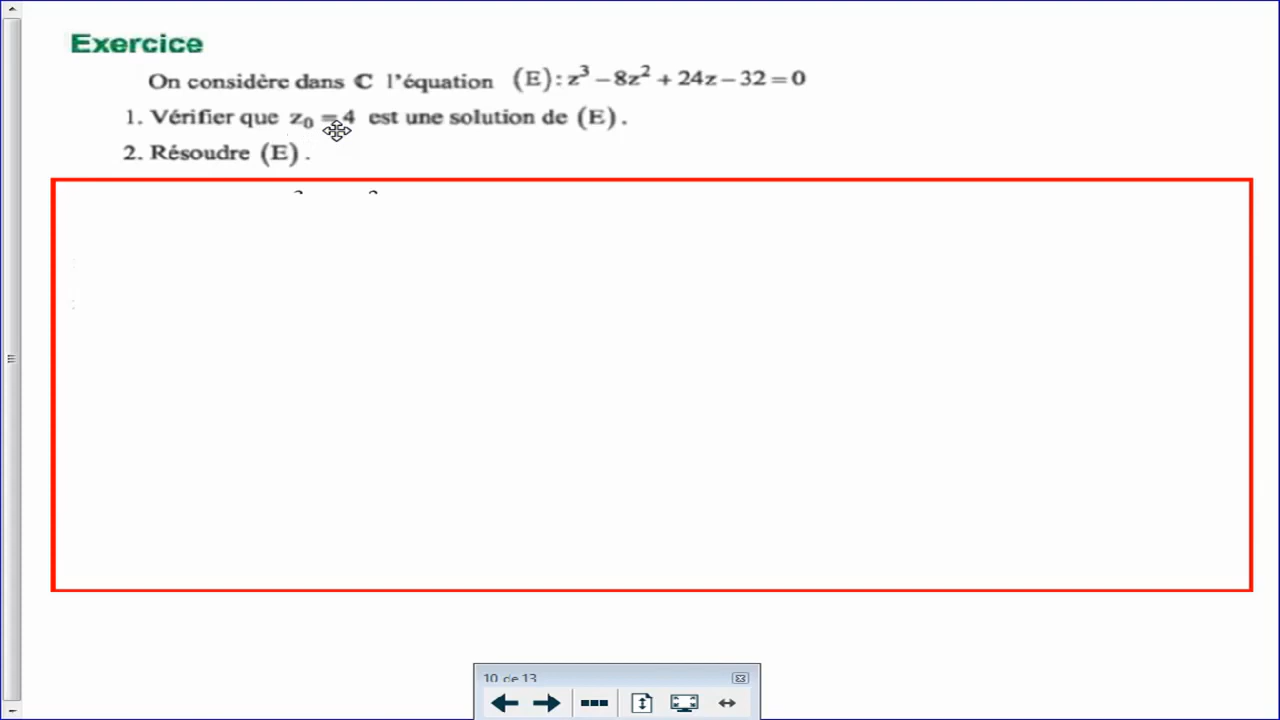 Exercice
On considère dans ℂ l'équation (E) : z³ − 8z² + 24z − 32 = 0
1. Vérifier que z₀ = 4 est une solution de (E).
2. Résoudre (E).
10 de 13